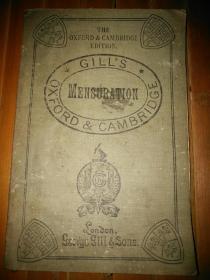 THE
OXFORD & CAMBRIDGE
EDITION.
GILL'S
MENSURATION
OXFORD & CAMBRIDGE
London.
George Gill & Sons.